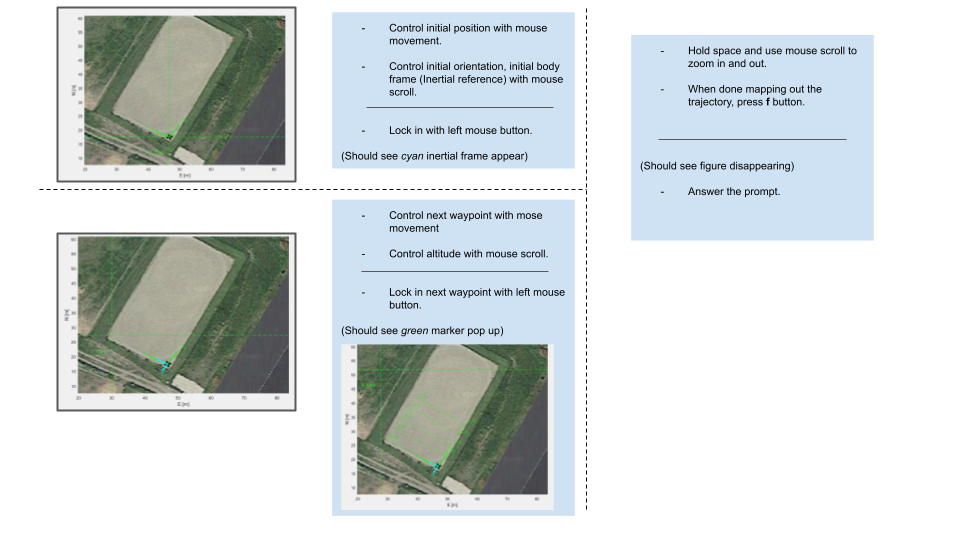 - Control initial position with mouse
movement.
- Control initial orientation, initial body
frame (Inertial reference) with mouse
scroll.
- Lock in with left mouse button.
(Should see cyan inertial frame appear)
E [m]
- Control next waypoint with mose
movement
- Control altitude with mouse scroll.
- Lock in next waypoint with left mouse
button.
(Should see green marker pop up)
E [m]
E [m]
- Hold space and use mouse scroll to
zoom in and out.
- When done mapping out the
trajectory, press f button.
(Should see figure disappearing)
- Answer the prompt.